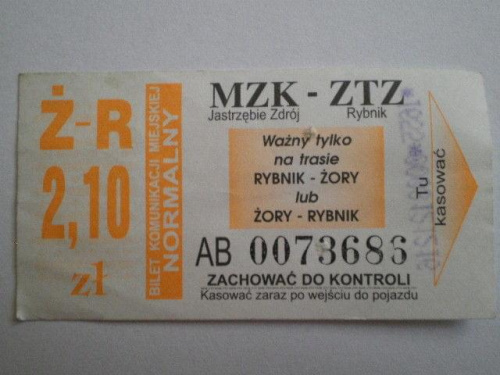 Ż-R
2,10
zł
BILET KOMUNIKACJI MIEJSKIEJ
NORMALNY
MZK - ZTZ
Jastrzębie Zdrój Rybnik
Ważny tylko
na trasie
RYBNIK - ŻORY
lub
ŻORY - RYBNIK
AB 0073686
ZACHOWAĆ DO KONTROLI
Kasować zaraz po wejściu do pojazdu
Tu
kasować